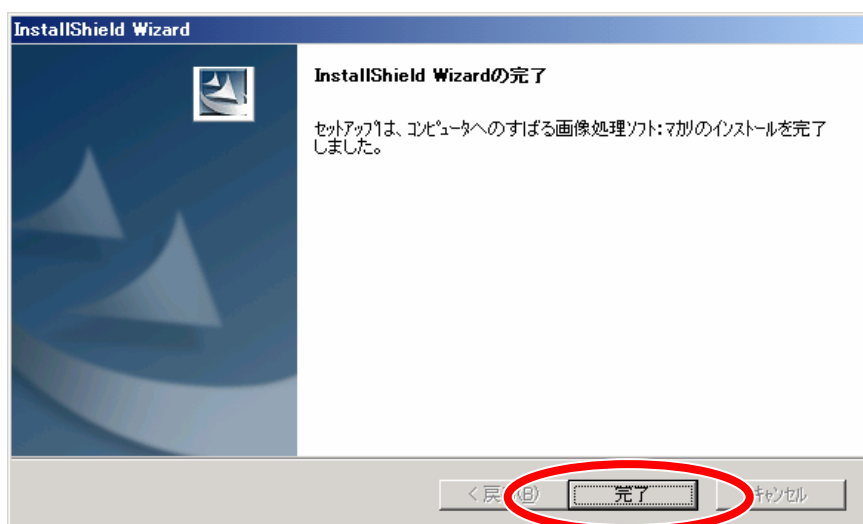 InstallShield Wizard
InstallShield Wizardの完了
セットアップは、コンピュータへのすばる画像処理ソフト:マカリのインストールを完了
しました。
< 戻 (B) 完了 キャンセル